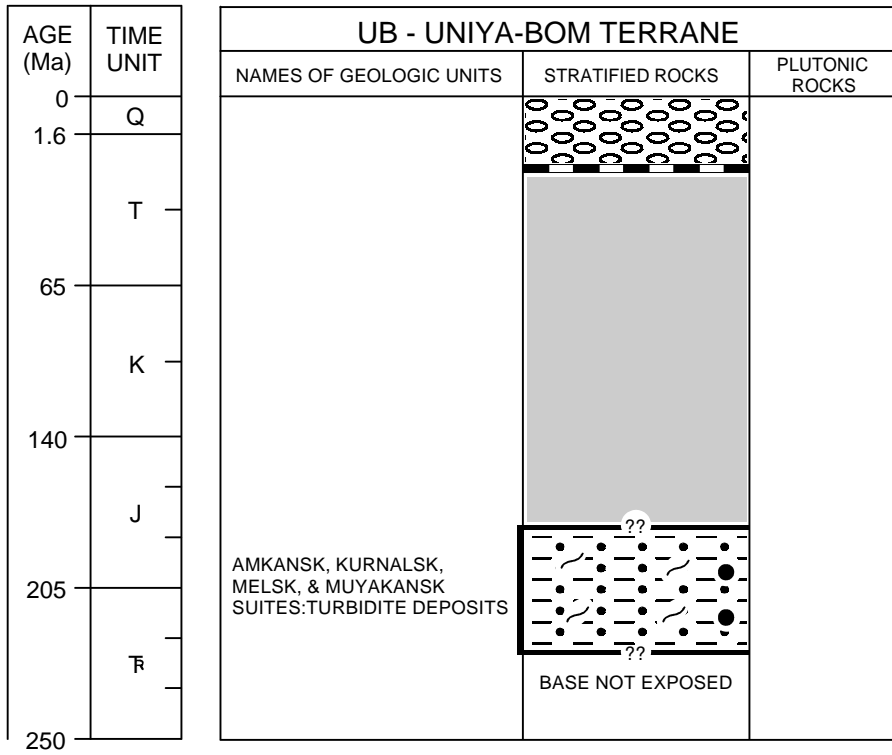 AGE
(Ma)
TIME
UNIT
UB - UNIYA-BOM TERRANE
NAMES OF GEOLOGIC UNITS
STRATIFIED ROCKS
PLUTONIC
ROCKS
0
Q
1.6
T
65
K
140
J
??
AMKANSK, KURNALSK,
MELSK, & MUYAKANSK
SUITES:TURBIDITE DEPOSITS
205
TR
??
BASE NOT EXPOSED
250